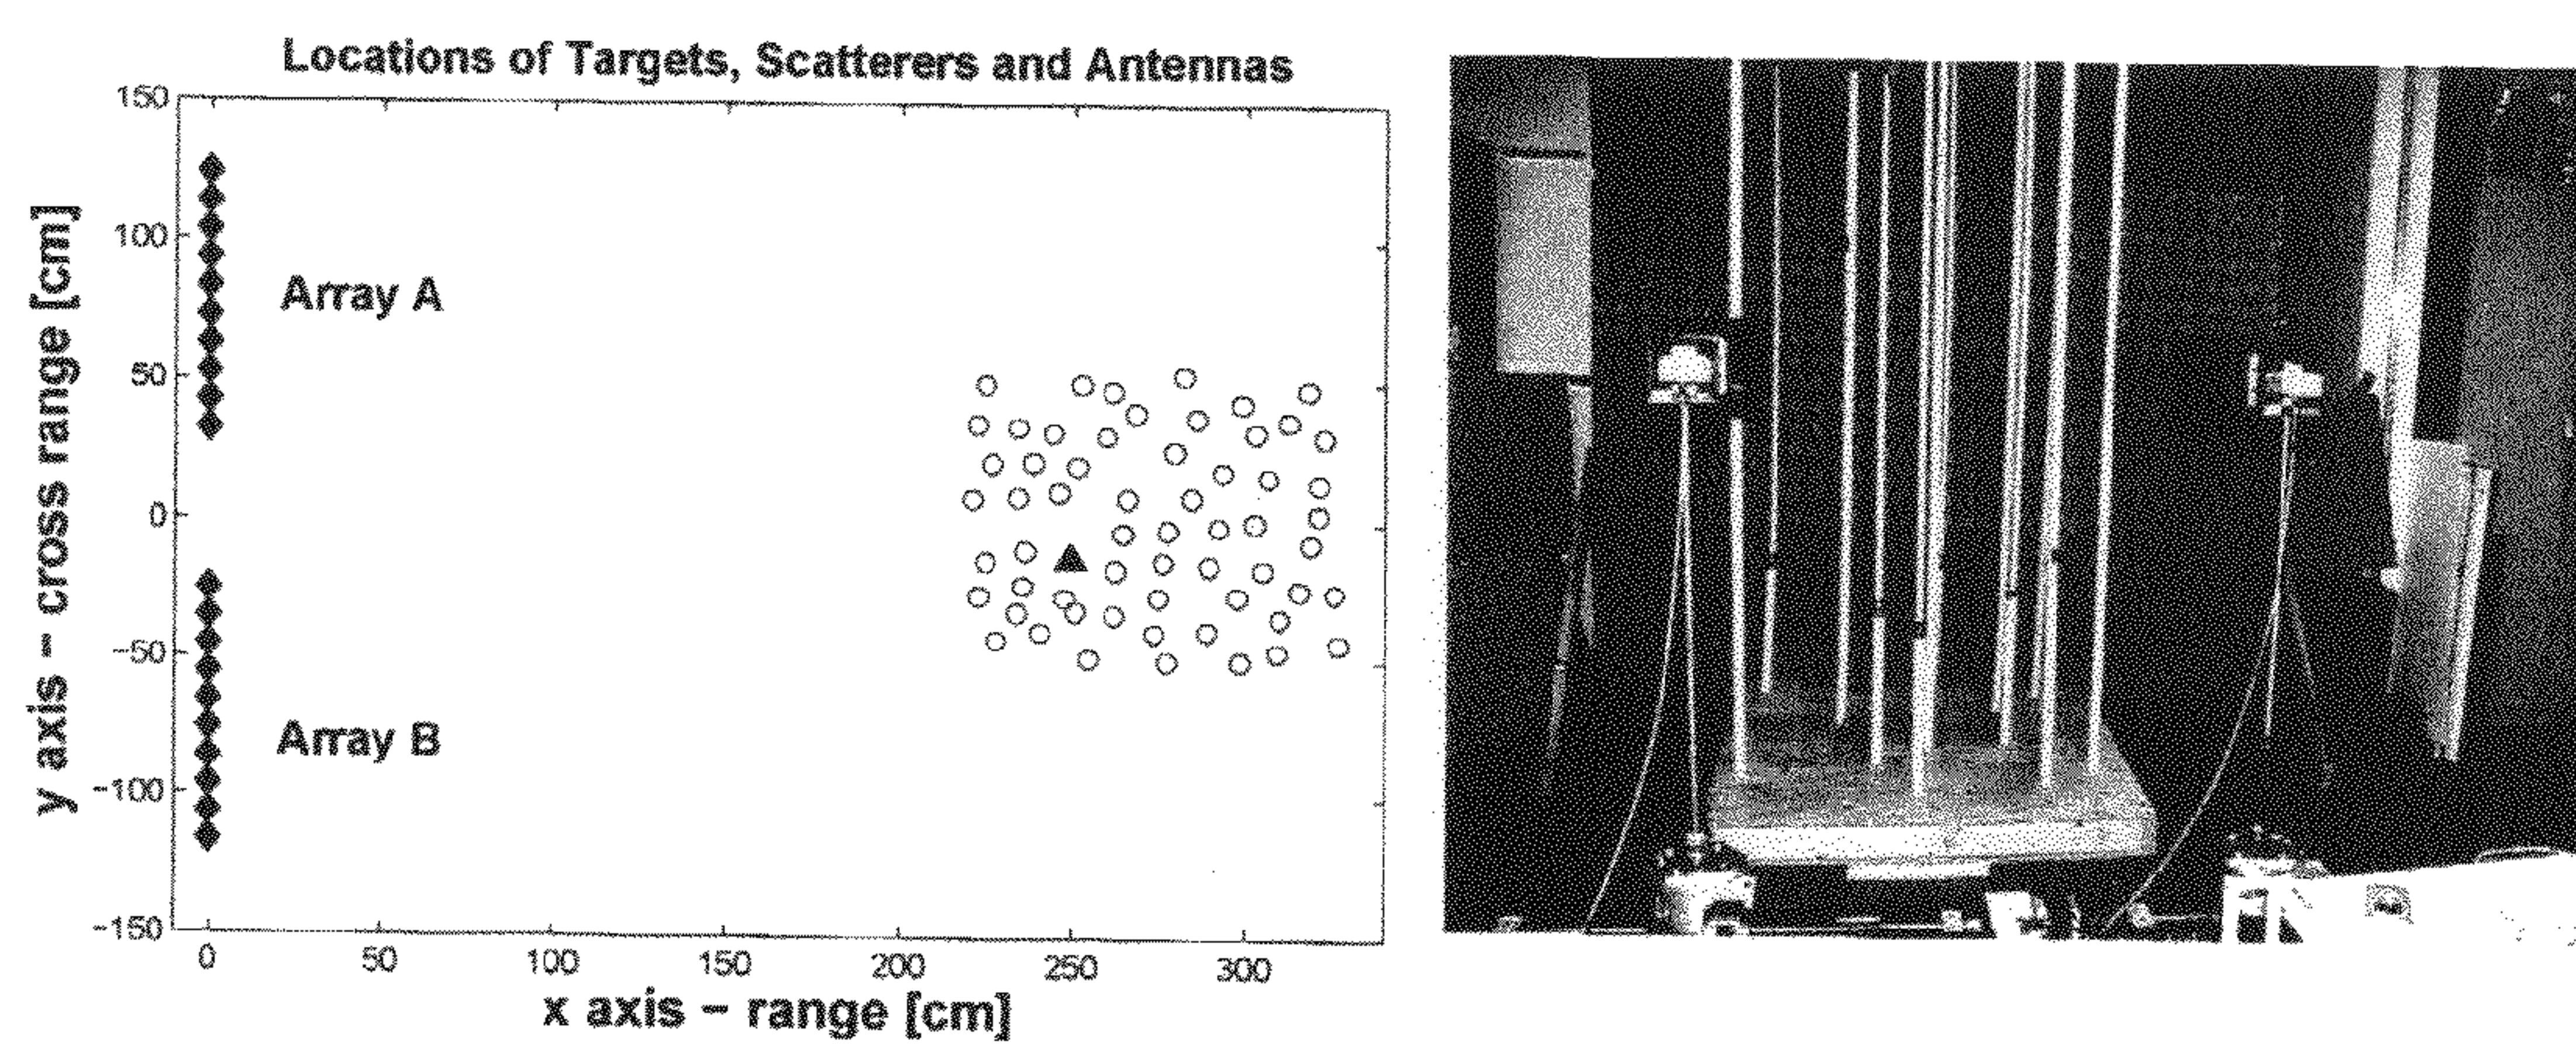 Locations of Targets, Scatterers and Antennas
150
100
50
0
-50
-100
-150
y axis - cross range [cm]
Array A
Array B
0 50 100 150 200 250 300
x axis - range [cm]